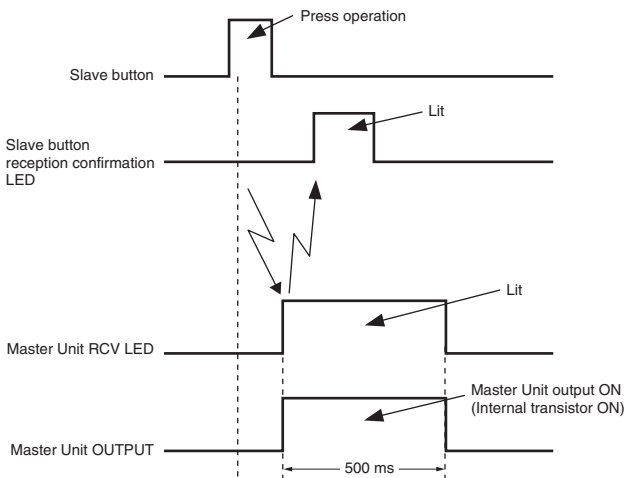 Press operation
Slave button
Lit
Slave button
reception confirmation
LED
Lit
Master Unit RCV LED
Master Unit output ON
(Internal transistor ON)
Master Unit OUTPUT
500 ms